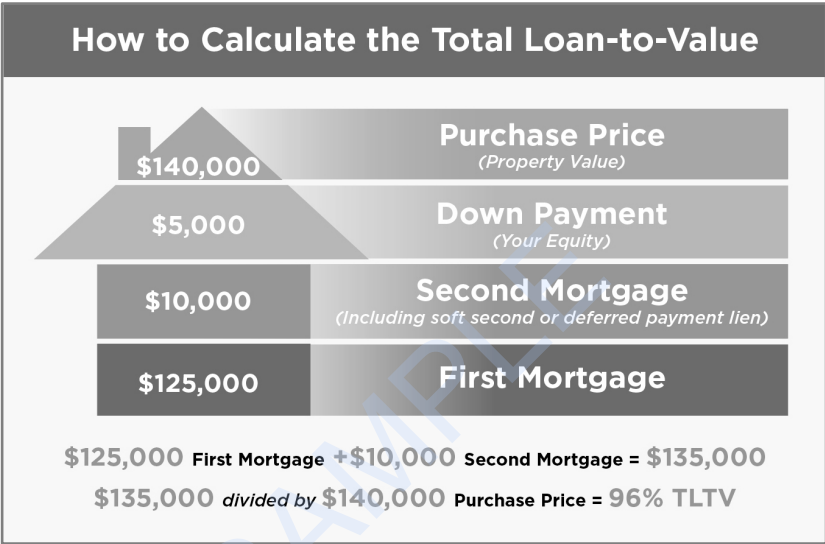 How to Calculate the Total Loan-to-Value
$140,000
Purchase Price
(Property Value)
$5,000
Down Payment
(Your Equity)
$10,000
Second Mortgage
(Including soft second or deferred payment lien)
$125,000
First Mortgage
$125,000 First Mortgage +$10,000 Second Mortgage = $135,000
$135,000 divided by $140,000 Purchase Price = 96% TLTV
SAMPLE